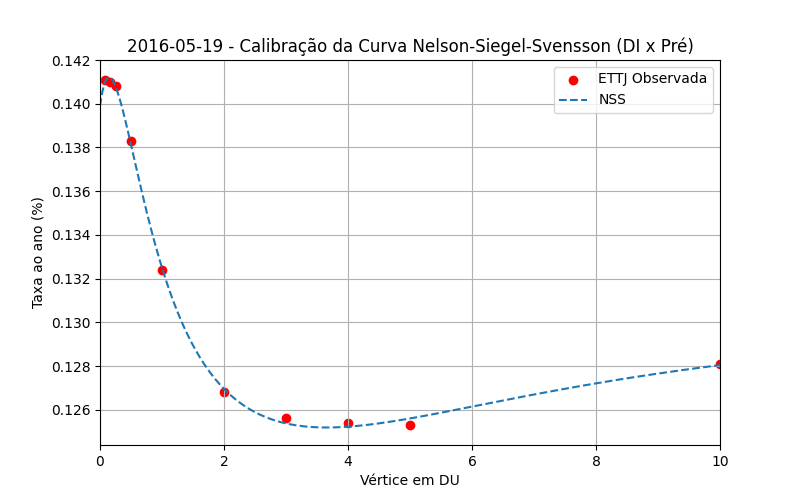 2016-05-19 - Calibração da Curva Nelson-Siegel-Svensson (DI x Pré)
ETTJ Observada
NSS
Taxa ao ano (%)
0.142
0.140
0.138
0.136
0.134
0.132
0.130
0.128
0.126
0 2 4 6 8 10
Vértice em DU